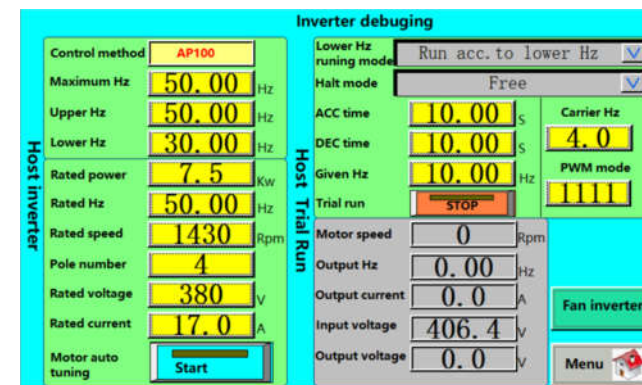 Inverter debuging
Host inverter
Control method AP100
Maximum Hz 50.00 Hz
Upper Hz 50.00 Hz
Lower Hz 30.00 Hz
Rated power 7.5 Kw
Rated Hz 50.00 Hz
Rated speed 1430 Rpm
Pole number 4
Rated voltage 380 V
Rated current 17.0 A
Motor auto
tuning
Start
Host Trial Run
Lower Hz
runing mode
Run acc. to lower Hz
Halt mode Free
ACC time 10.00 S
DEC time 10.00 S
Given Hz 10.00 Hz
Trial run STOP
Carrier Hz
4.0
PWM mode
1111
Motor speed 0 Rpm
Output Hz 0.00 Hz
Output current 0.0 A
Input voltage 406.4 V
Output voltage 0.0 V
Fan inverter
Menu